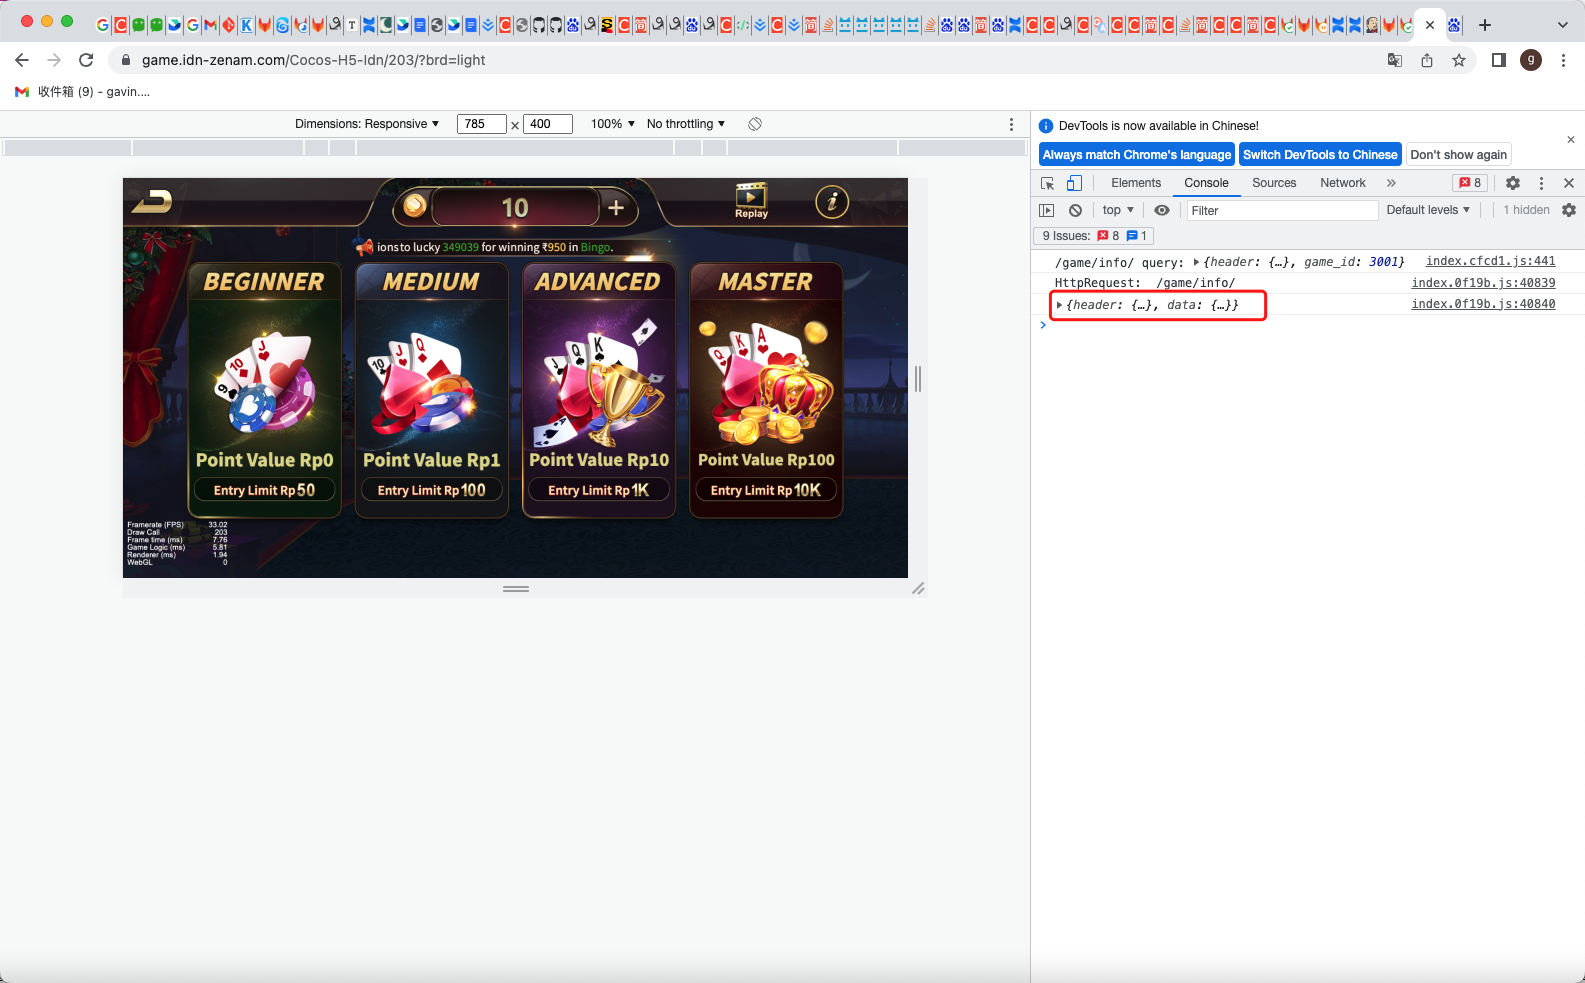 game.idn-zenam.com/Cocos-H5-Idn/203/?brd=light
g
收件箱 (9) - gavin....
Dimensions: Responsive
785 × 400
100%
No throttling
10
Replay
i
ions to lucky 349039 for winning ₹950 in Bingo.
BEGINNER
MEDIUM
ADVANCED
MASTER
Point Value Rp0
Point Value Rp1
Point Value Rp10
Point Value Rp100
Entry Limit Rp 50
Entry Limit Rp 100
Entry Limit Rp 1K
Entry Limit Rp 10K
Framerate (FPS) 33.02
Draw Call 203
Frame time (ms) 7.76
Game Logic (ms) 5.81
Renderer (ms) 1.94
WebGL 0
DevTools is now available in Chinese!
Always match Chrome's language
Switch DevTools to Chinese
Don't show again
Elements
Console
Sources
Network
8
top
Filter
Default levels
1 hidden
9 Issues: 8 1
/game/info/ query: {header: {…}, game_id: 3001}
index.cfcd1.js:441
HttpRequest: /game/info/
index.0f19b.js:40839
{header: {…}, data: {…}}
index.0f19b.js:40840